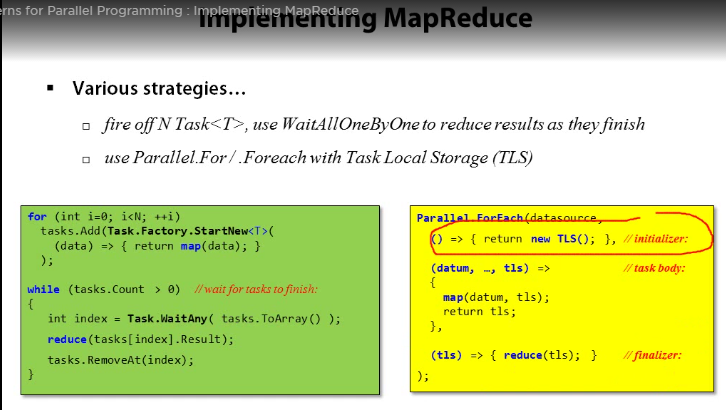 erns for Parallel Programming : Implementing MapReduce
Implementing MapReduce
▪ Various strategies…
▫ fire off N Task<T>, use WaitAllOneByOne to reduce results as they finish
▫ use Parallel.For / .Foreach with Task Local Storage (TLS)
for (int i=0; i<N; ++i)
tasks.Add(Task.Factory.StartNew<T>(
(data) => { return map(data); }
);
while (tasks.Count > 0) //wait for tasks to finish:
{
int index = Task.WaitAny( tasks.ToArray() );
reduce(tasks[index].Result);
tasks.RemoveAt(index);
}
Parallel.ForEach(datasource,
() => { return new TLS(); }, //initializer:
(datum, …, tls) => //task body:
{
map(datum, tls);
return tls;
},
(tls) => { reduce(tls); } //finalizer:
);